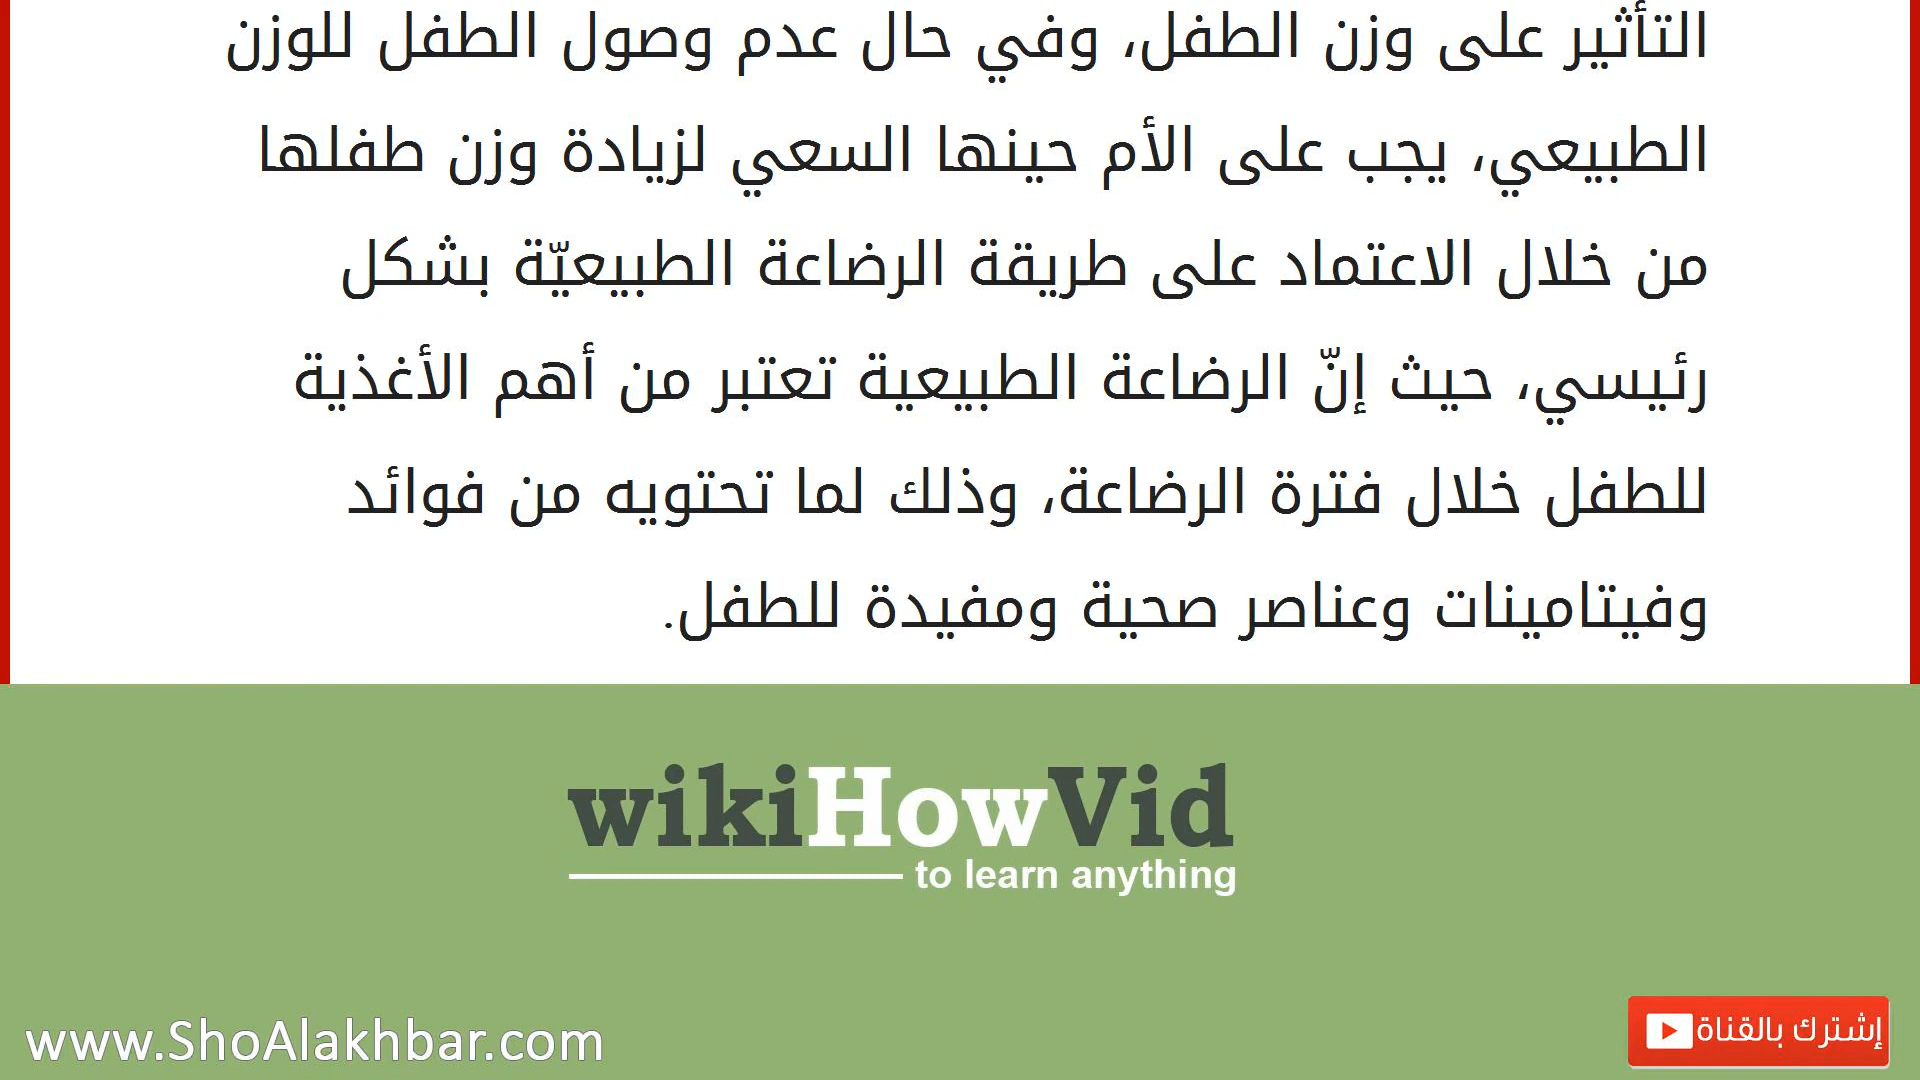 التأثير على وزن الطفل، وفي حال عدم وصول الطفل للوزن
الطبيعي، يجب على الأم حينها السعي لزيادة وزن طفلها
من خلال الاعتماد على طريقة الرضاعة الطبيعيّة بشكل
رئيسي، حيث إنّ الرضاعة الطبيعية تعتبر من أهم الأغذية
للطفل خلال فترة الرضاعة، وذلك لما تحتويه من فوائد
وفيتامينات وعناصر صحية ومفيدة للطفل.
wikiHowVid
to learn anything
www.ShoAlakhbar.com
إشترك بالقناة